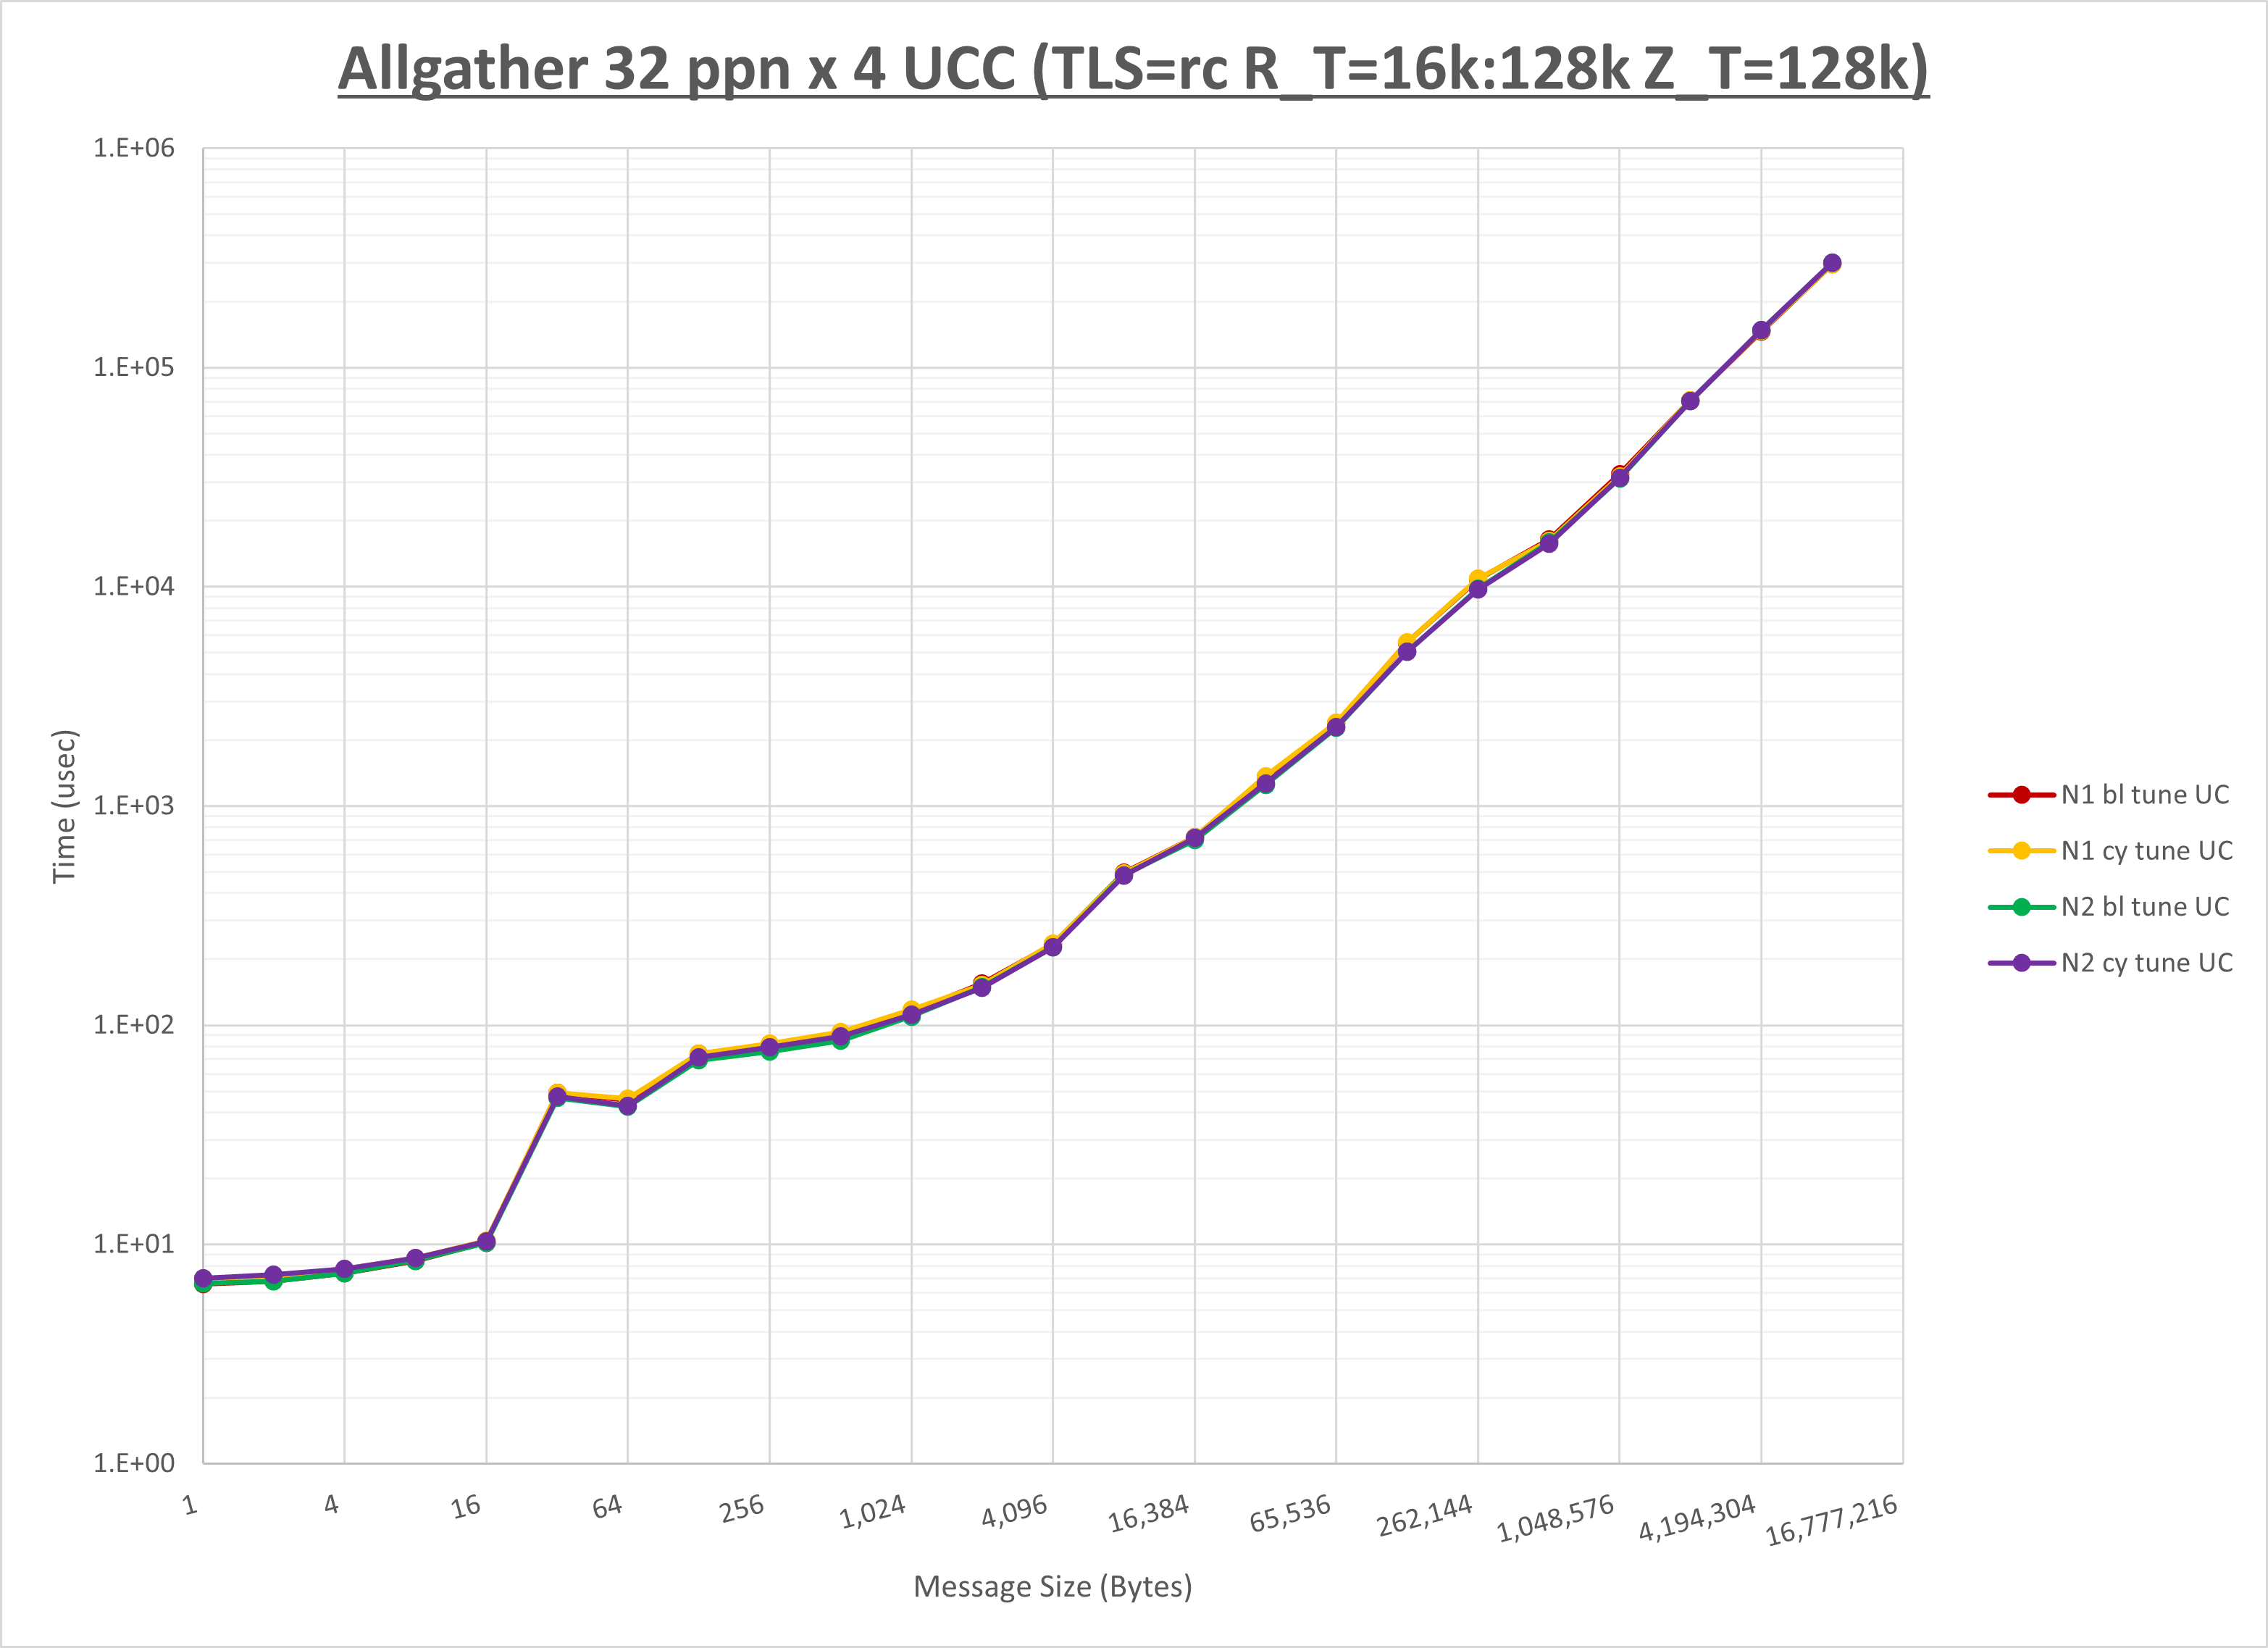 Allgather 32 ppn x 4 UCC (TLS=rc R_T=16k:128k Z_T=128k)
1.E+06
1.E+05
1.E+04
1.E+03
1.E+02
1.E+01
1.E+00
Time (usec)
1
4
16
64
256
1,024
4,096
16,384
65,536
262,144
1,048,576
4,194,304
16,777,216
Message Size (Bytes)
N1 bl tune UC
N1 cy tune UC
N2 bl tune UC
N2 cy tune UC